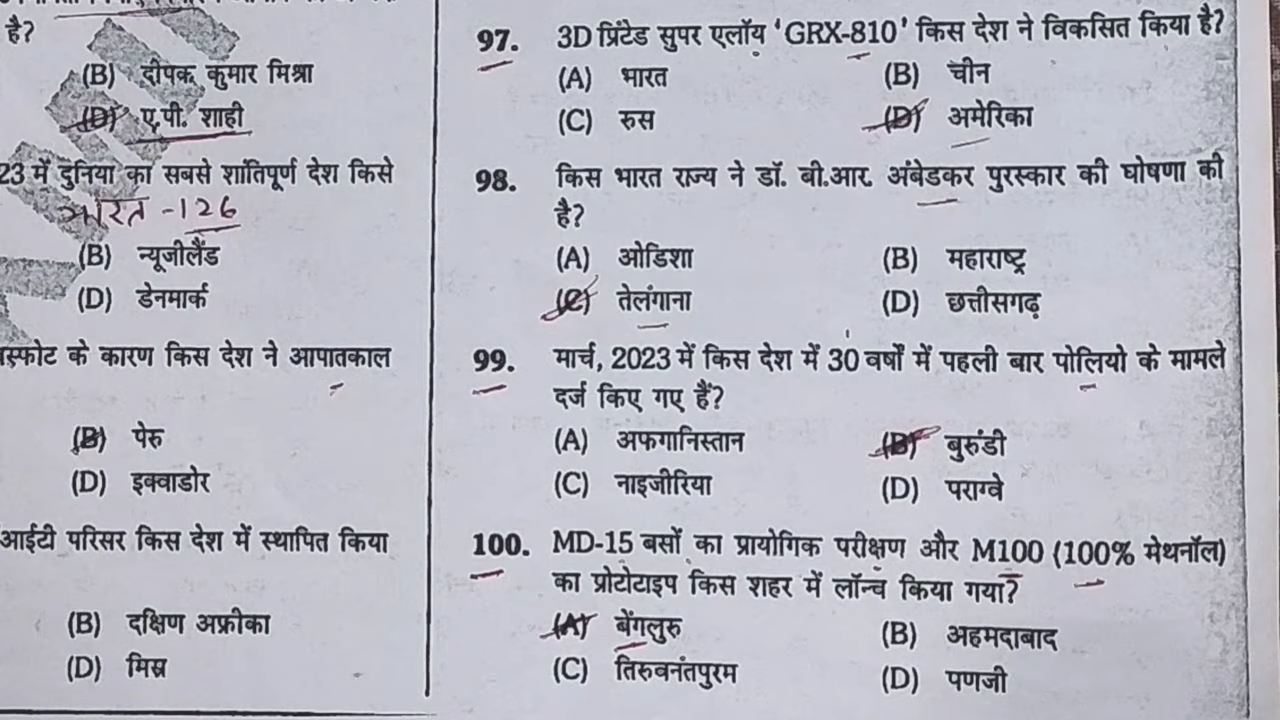 है?
(B) दीपक कुमार मिश्रा
(D) ए.पी. शाही
23 में दुनिया का सबसे शांतिपूर्ण देश किसे
भारत -126
(B) न्यूजीलैंड
(D) डेनमार्क
स्फोट के कारण किस देश ने आपातकाल
(B) पेरु
(D) इक्वाडोर
आईटी परिसर किस देश में स्थापित किया
(B) दक्षिण अफ्रीका
(D) मिस्र
97. 3D प्रिंटेड सुपर एलॉय 'GRX-810' किस देश ने विकसित किया है?
(A) भारत (B) चीन
(C) रुस (D) अमेरिका
98. किस भारत राज्य ने डॉ. बी.आर. अंबेडकर पुरस्कार की घोषणा की
है?
(A) ओडिशा (B) महाराष्ट्र
(C) तेलंगाना (D) छत्तीसगढ़
99. मार्च, 2023 में किस देश में 30 वर्षों में पहली बार पोलियो के मामले
दर्ज किए गए हैं?
(A) अफगानिस्तान (B) बुरुंडी
(C) नाइजीरिया (D) पराग्वे
100. MD-15 बसों का प्रायोगिक परीक्षण और M100 (100% मेथनॉल)
का प्रोटोटाइप किस शहर में लॉन्च किया गया?
(A) बेंगलुरु (B) अहमदाबाद
(C) तिरुवनंतपुरम (D) पणजी